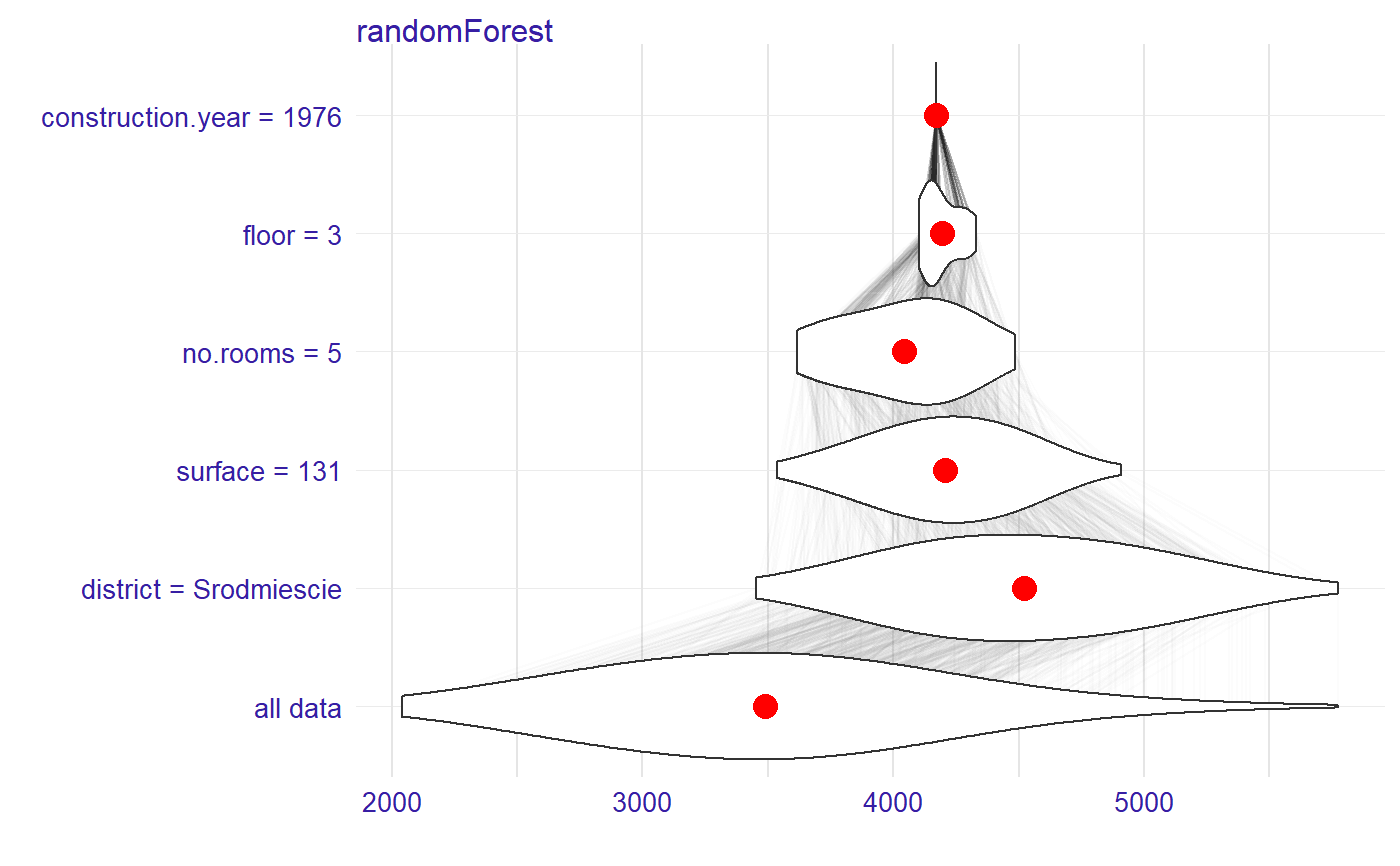 randomForest
construction.year = 1976
floor = 3
no.rooms = 5
surface = 131
district = Srodmiescie
all data
2000 3000 4000 5000